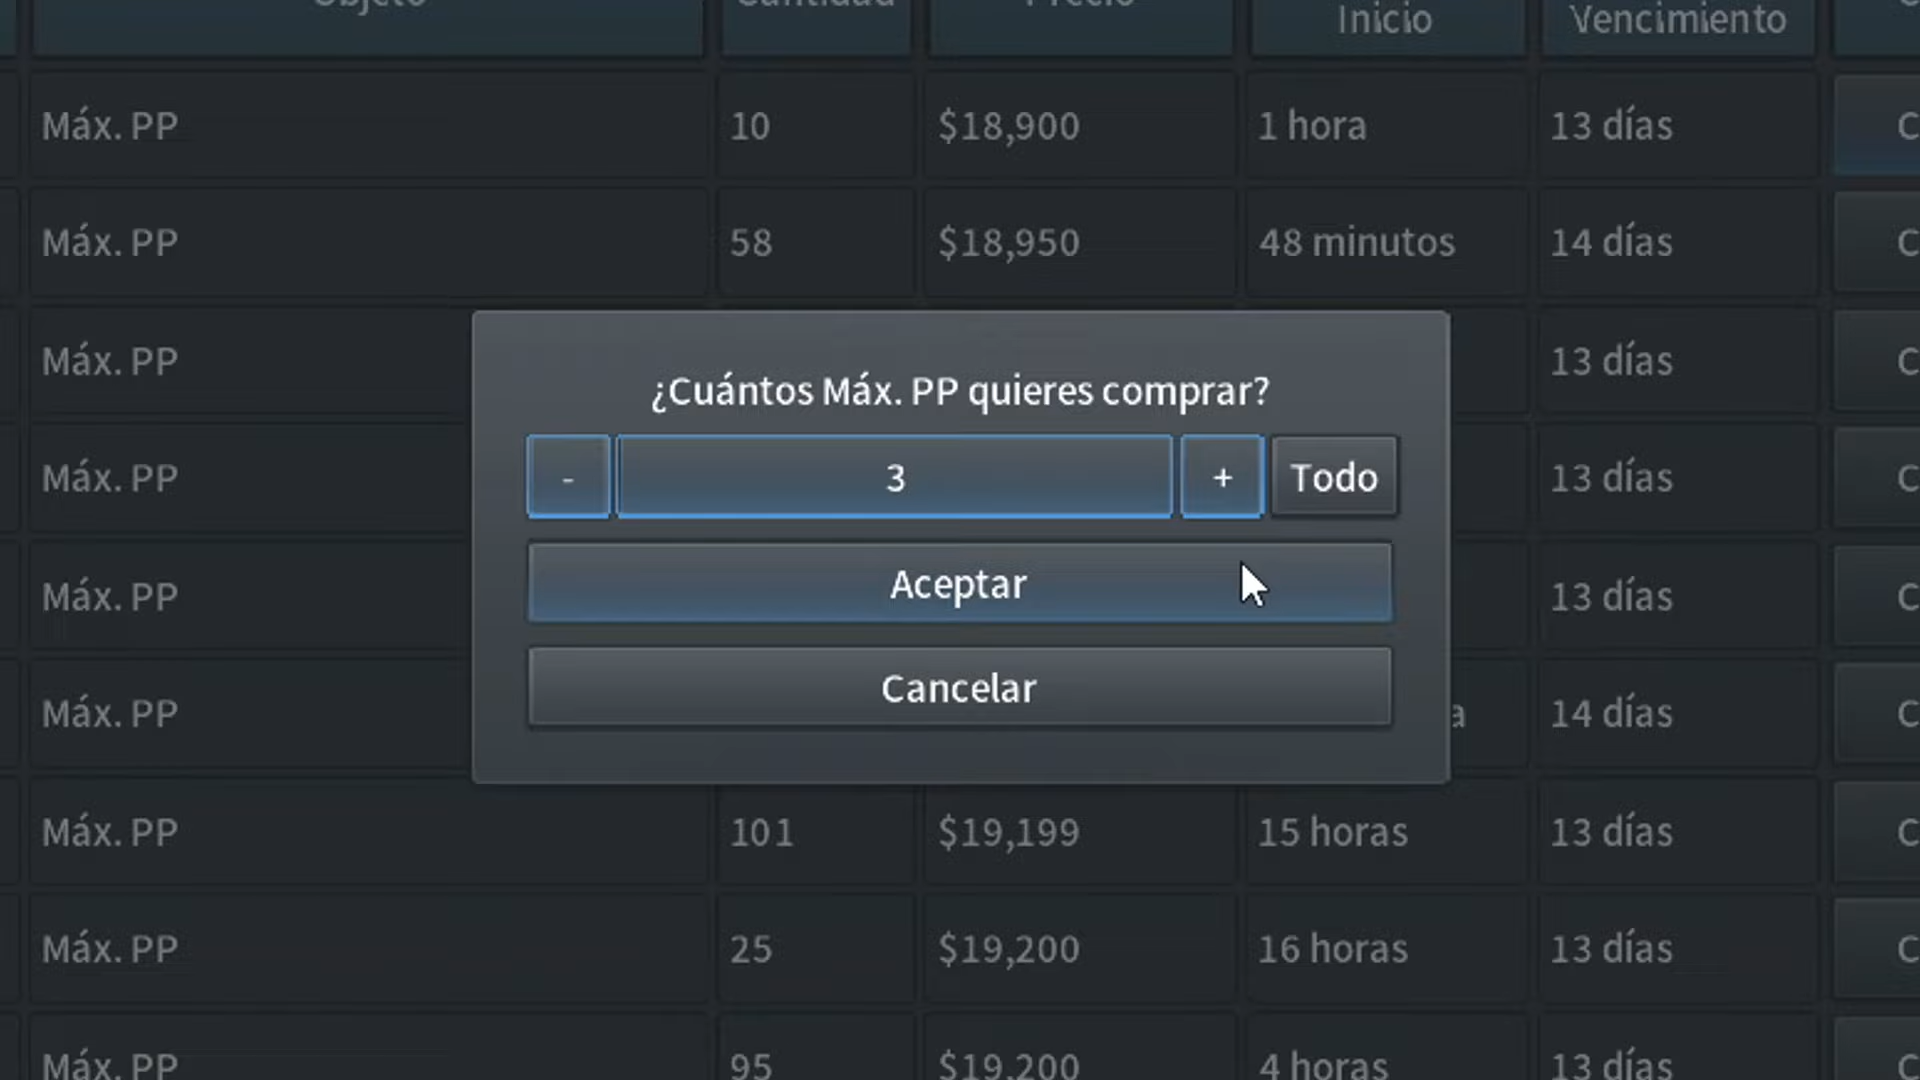 Objeto Cantidad Precio Inicio Vencimiento
Máx. PP 10 $18,900 1 hora 13 días C
Máx. PP 58 $18,950 48 minutos 14 días C
Máx. PP 13 días C
¿Cuántos Máx. PP quieres comprar?
Máx. PP 13 días C
- 3 + Todo
Máx. PP 13 días C
Aceptar
Máx. PP a 14 días C
Cancelar
Máx. PP 101 $19,199 15 horas 13 días C
Máx. PP 25 $19,200 16 horas 13 días C
Máx. PP 95 $19,200 4 horas 13 días C